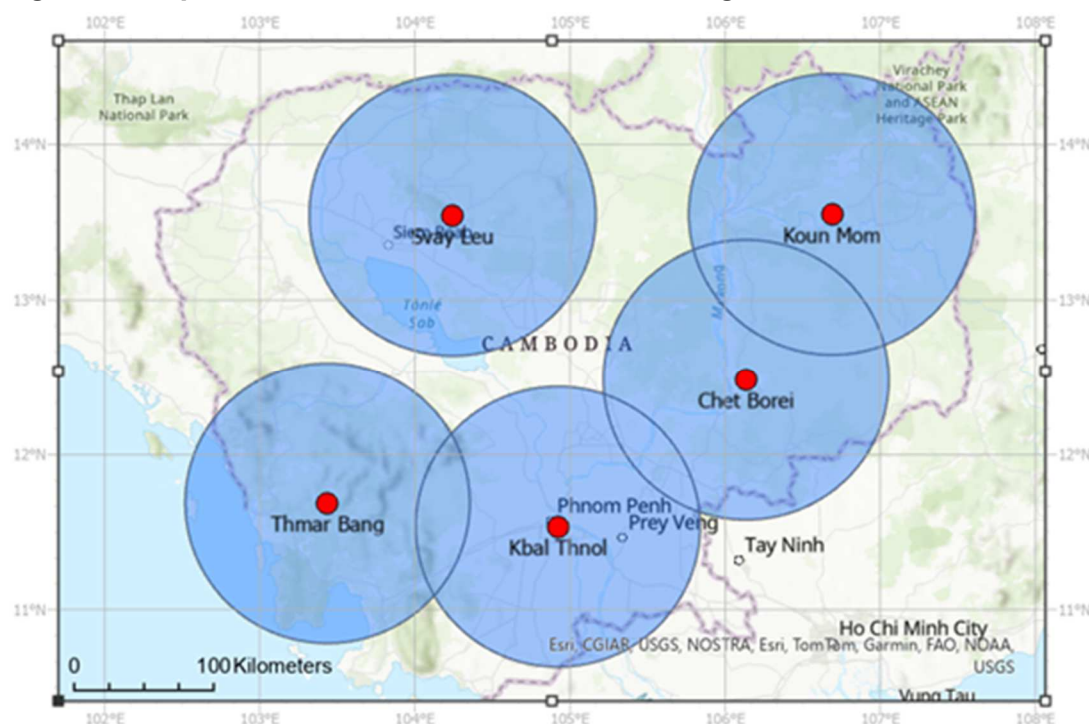 102°E 103°E 104°E 105°E 106°E 107°E 108°E
Thap Lan
National Park
Virachey
National Park
and ASEAN
Heritage Park
14°N 14°N
Siem Reab
Svay Leu
Koun Mom
13°N 13°N
Tônlé
Sab
CAMBODIA
Chet Borei
12°N 12°N
Phnom Penh
Prey Veng
Thmar Bang
Kbal Thnol
Tay Ninh
11°N 11°N
Ho Chi Minh City
Esri, CGIAR, USGS, NOSTRA, Esri, TomTom, Garmin, FAO, NOAA,
USGS
0 100 Kilometers
Vung Tau
102°E 103°E 104°E 105°E 106°E 107°E 108°E